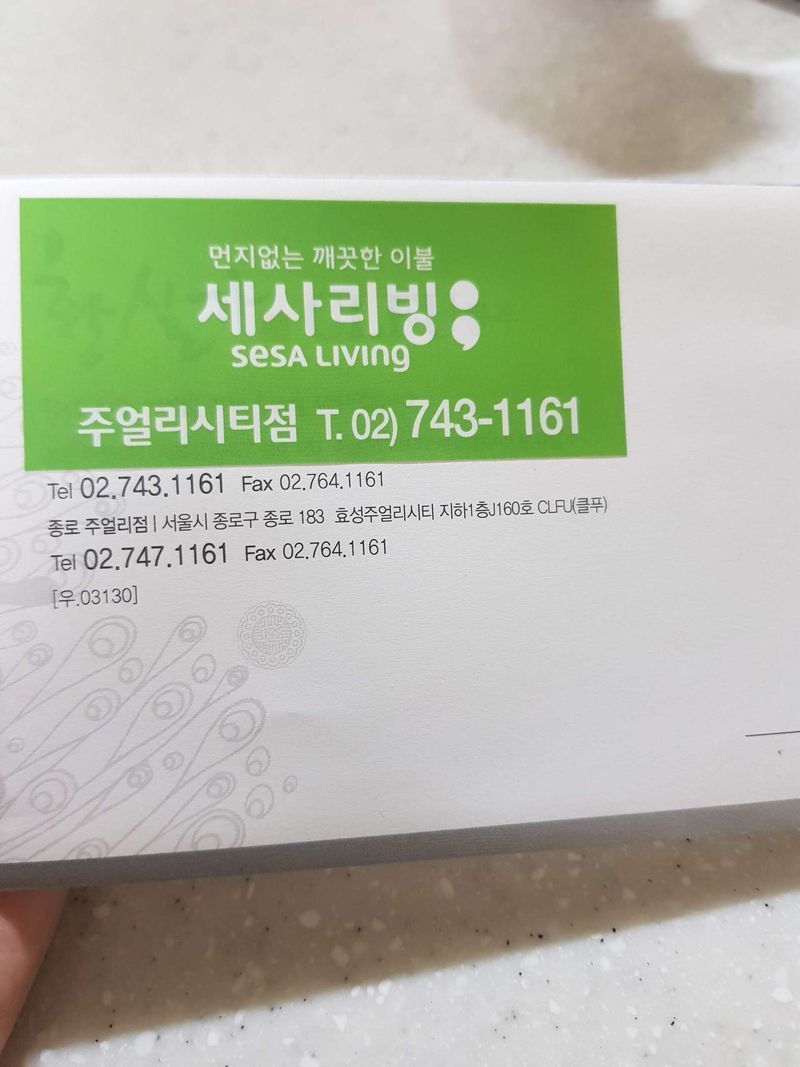 먼지없는 깨끗한 이불
세사리빙
SeSA LIVING
주얼리시티점 T. 02) 743-1161
Tel 02.743.1161 Fax 02.764.1161
종로 주얼리점 | 서울시 종로구 종로 183 효성주얼리시티 지하1층J160호 CLFU(클푸)
Tel 02.747.1161 Fax 02.764.1161
[우.03130]